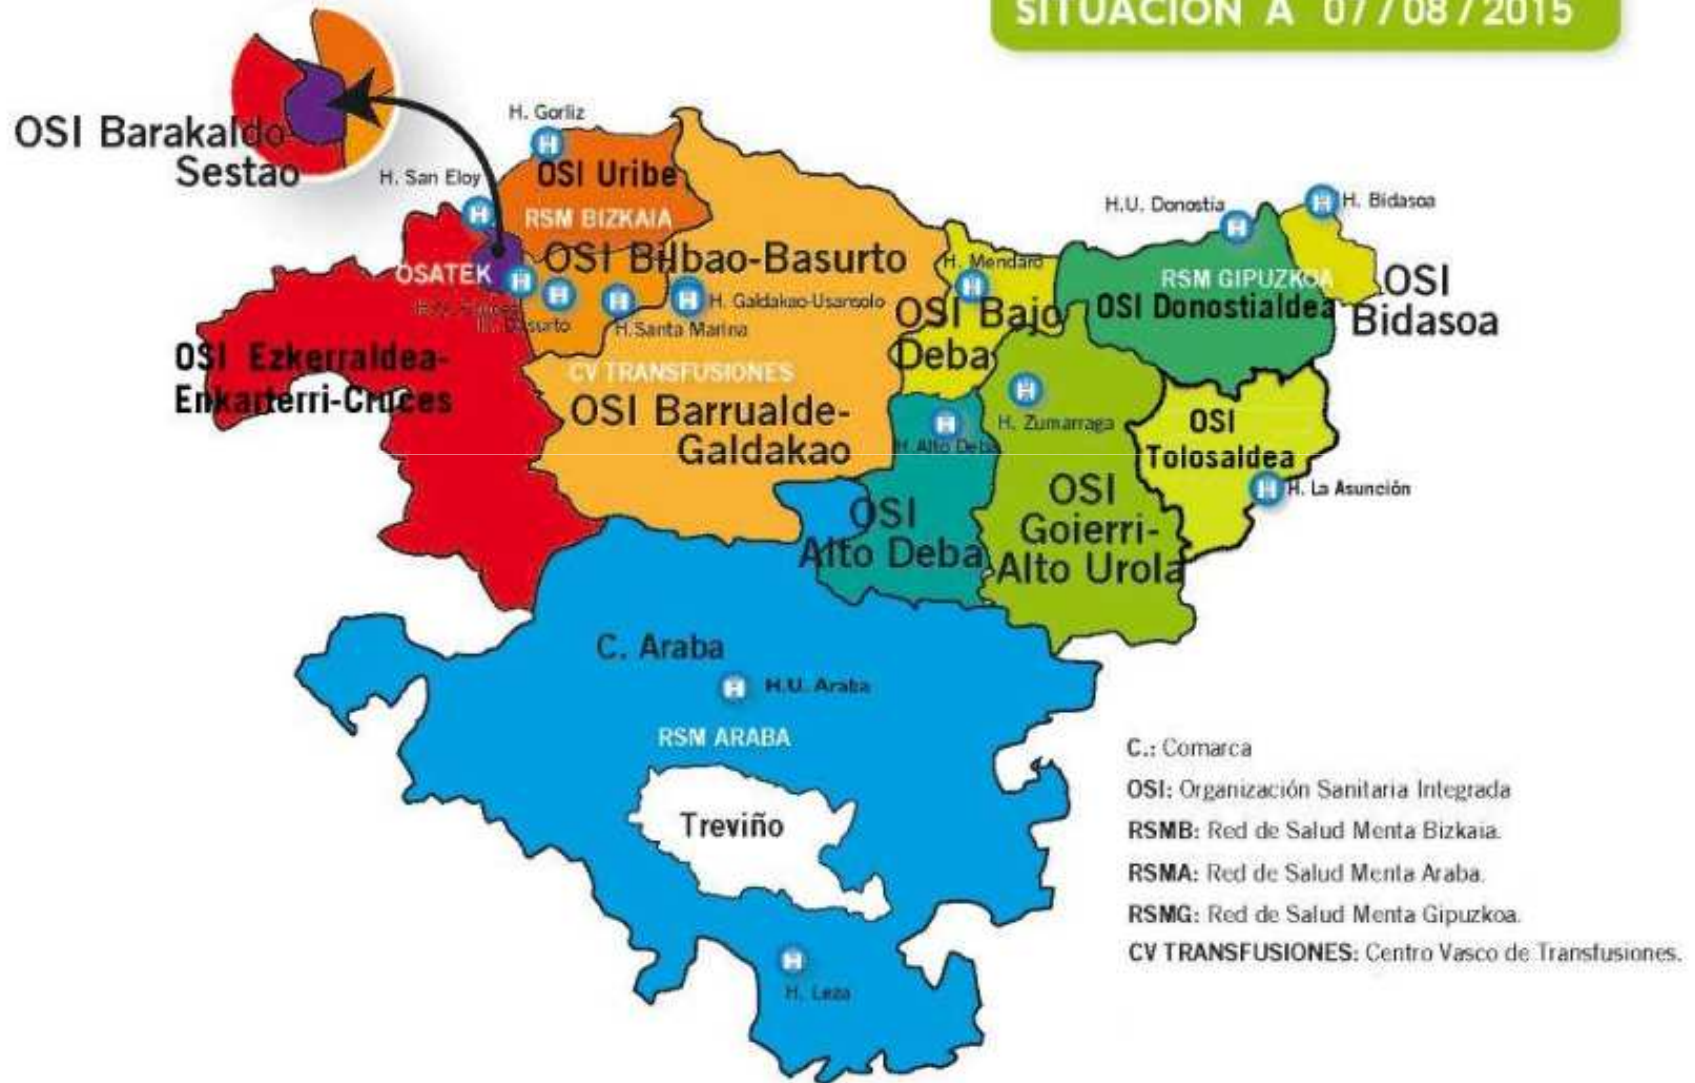 SITUACIÓN A 07/08/2015
OSI Barakaldo-
Sestao
H. Gorliz
H. San Eloy
OSI Uribe
RSM BIZKAIA
H.U. Donostia
H. Bidasoa
OSATEK
OSI Bilbao-Basurto
H. Mendaro
RSM GIPUZKOA
OSI Donostialdea
OSI
Bidasoa
H. Galdakao-Usansolo
H. Basurto
H.Santa Marina
OSI Bajo
Deba
OSI Ezkerraldea-
Enkarterri-Cruces
CV TRANSFUSIONES
OSI Barrualde-
Galdakao
H. Zumarraga
H. Alto Deba
OSI
Tolosaldea
H. La Asunción
OSI
Alto Deba
OSI
Goierri-
Alto Urola
C. Araba
H.U. Araba
RSM ARABA
Treviño
H. Leza
C.: Comarca
OSI: Organización Sanitaria Integrada
RSMB: Red de Salud Menta Bizkaia.
RSMA: Red de Salud Menta Araba.
RSMG: Red de Salud Menta Gipuzkoa.
CV TRANSFUSIONES: Centro Vasco de Transfusiones.